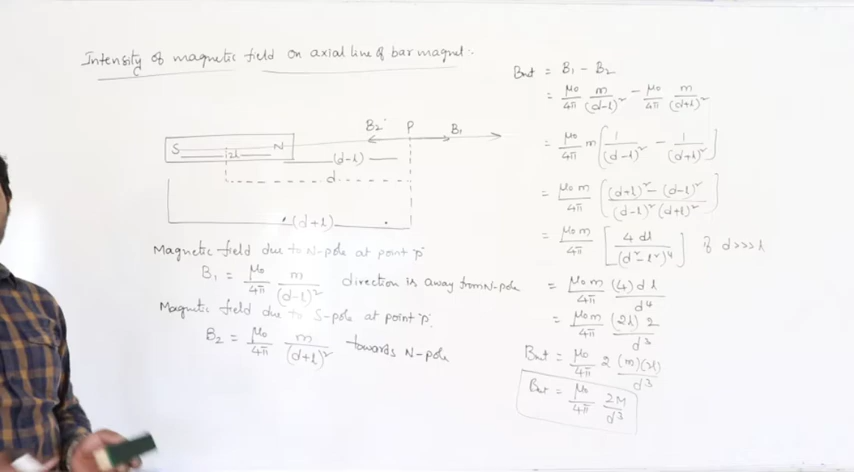 Intensity of magnetic field on axial line of bar magnet:-
B₂ P B₁
S 2l N
(d-l)
d
(d+l)
Magnetic field due to N-pole at point 'p'
B₁ = μ₀/4π m/(d-l)² direction is away from N-pole
Magnetic field due to S-pole at point 'p'.
B₂ = μ₀/4π m/(d+l)² towards N-pole
Bnet = B₁ - B₂
= μ₀/4π m/(d-l)² - μ₀/4π m/(d+l)²
= μ₀/4π m [1/(d-l)² - 1/(d+l)²]
= μ₀m/4π [(d+l)² - (d-l)²/(d-l)² (d+l)²]
= μ₀m/4π [4dl/(d²-l²)⁴] if d>>>l
= μ₀m/4π (4)dl/d⁴
= μ₀m/4π (2l)2/d³
Bnet = μ₀/4π 2 (m)(2l)/d³
Bnet = μ₀/4π 2M/d³